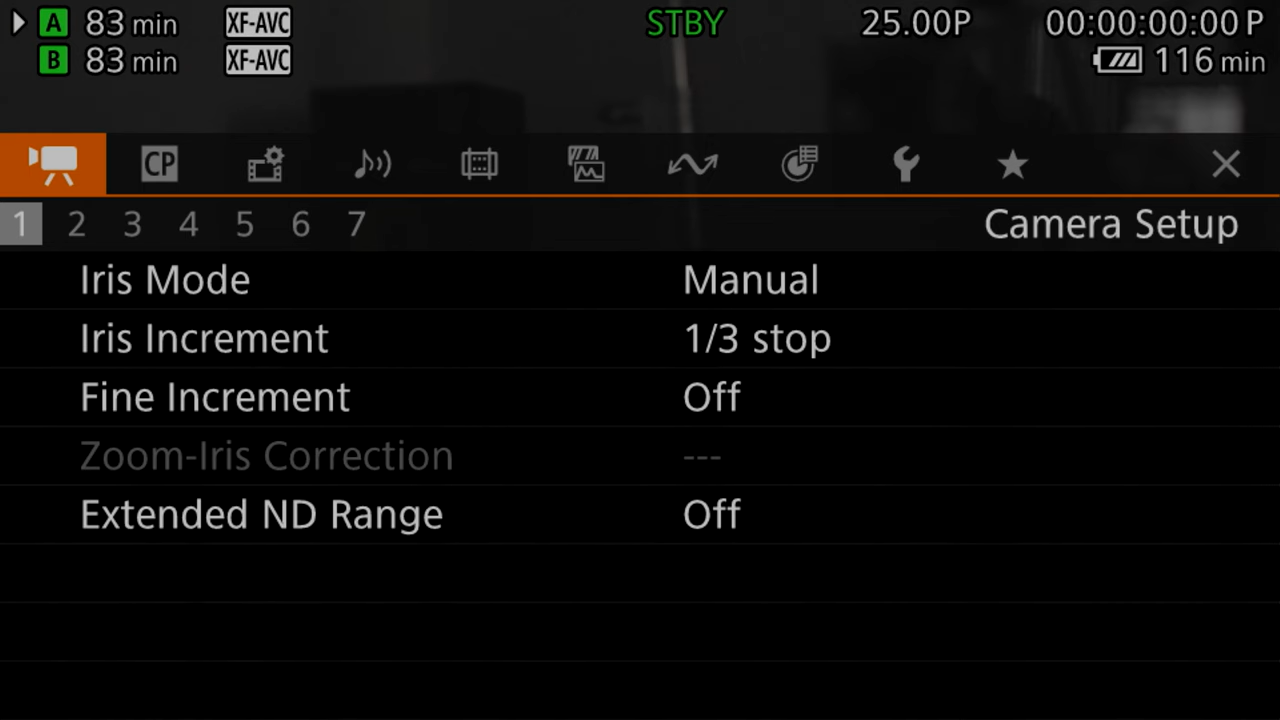 A 83 min XF-AVC STBY 25.00P 00:00:00:00 P
B 83 min XF-AVC 116 min
CP
1 2 3 4 5 6 7 Camera Setup
Iris Mode Manual
Iris Increment 1/3 stop
Fine Increment Off
Zoom-Iris Correction ---
Extended ND Range Off